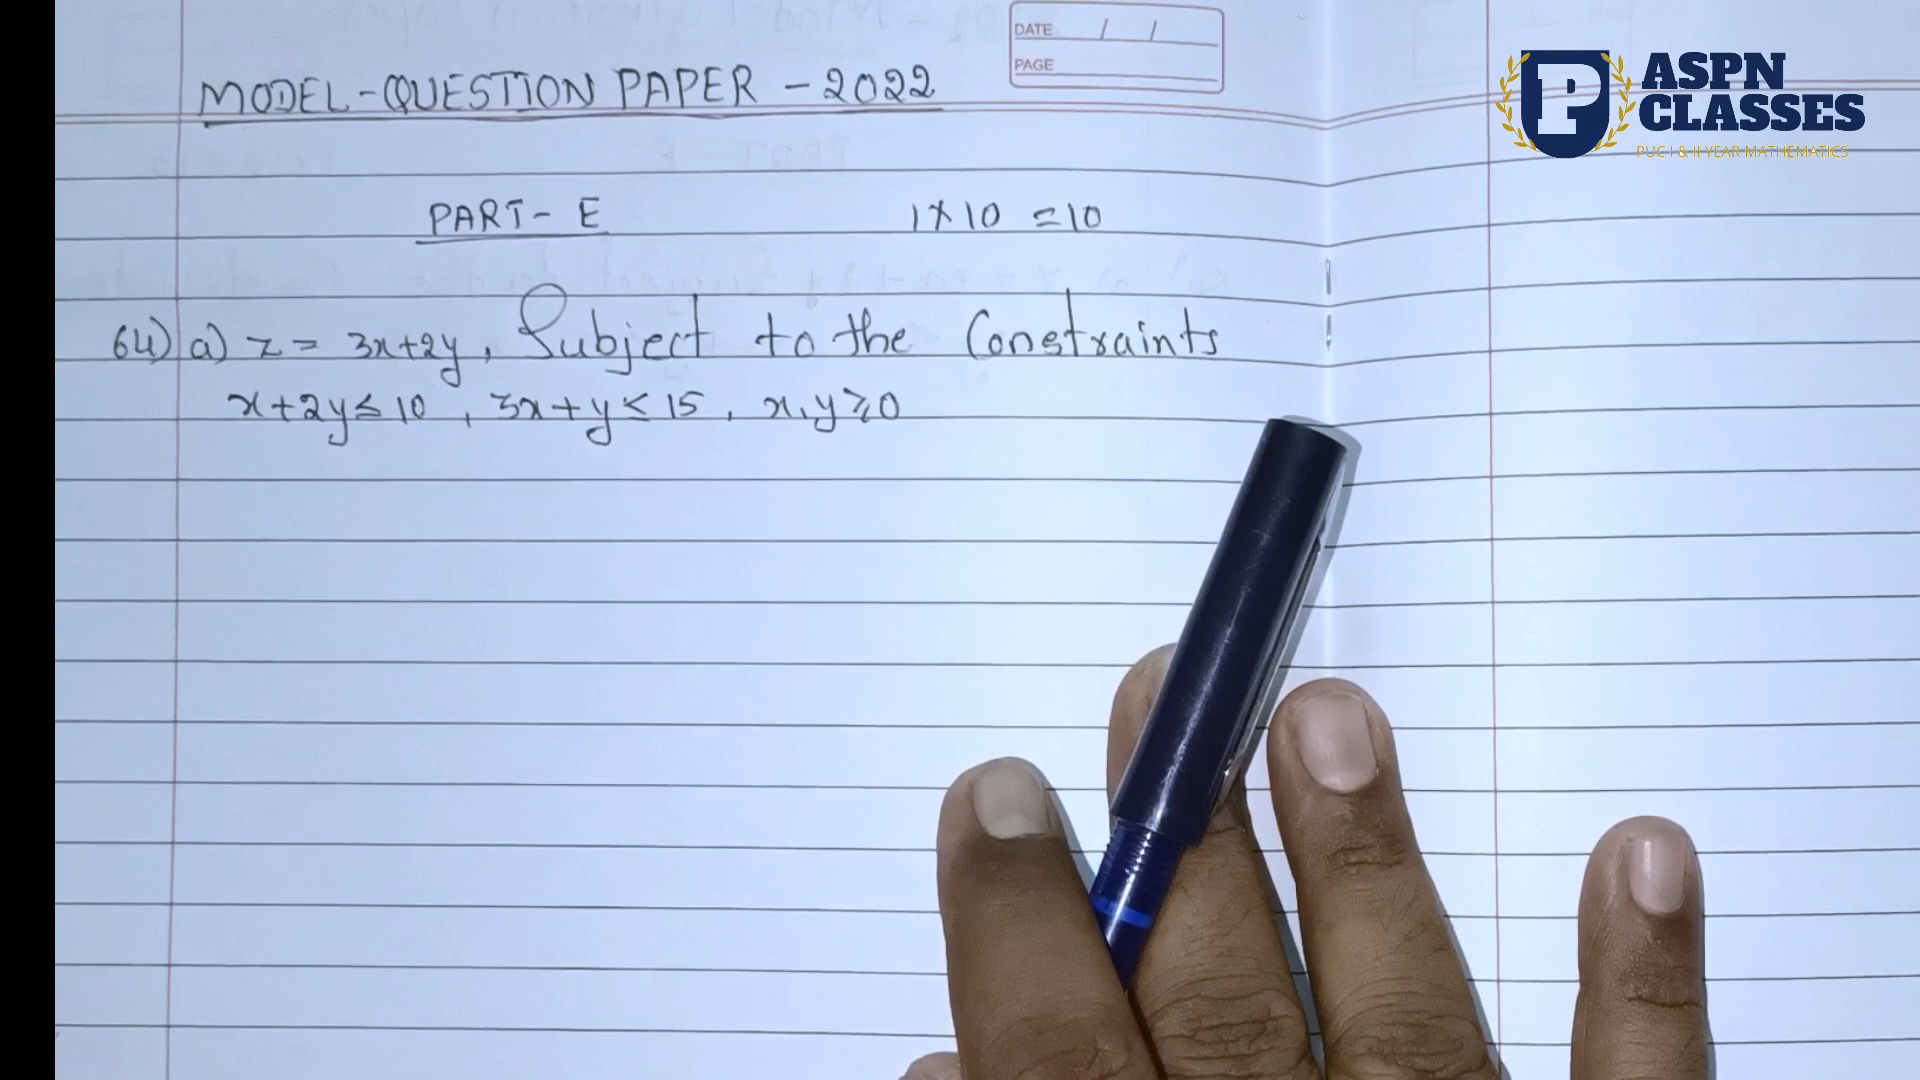 DATE / /
PAGE
MODEL-QUESTION PAPER - 2022
ASPN
CLASSES
PUC I & II YEAR MATHEMATICS
PART- E 1×10 =10
64) a) z = 3x+2y, Subject to the Constraints
x+2y≤10, 3x+y≤15, x,y≥0